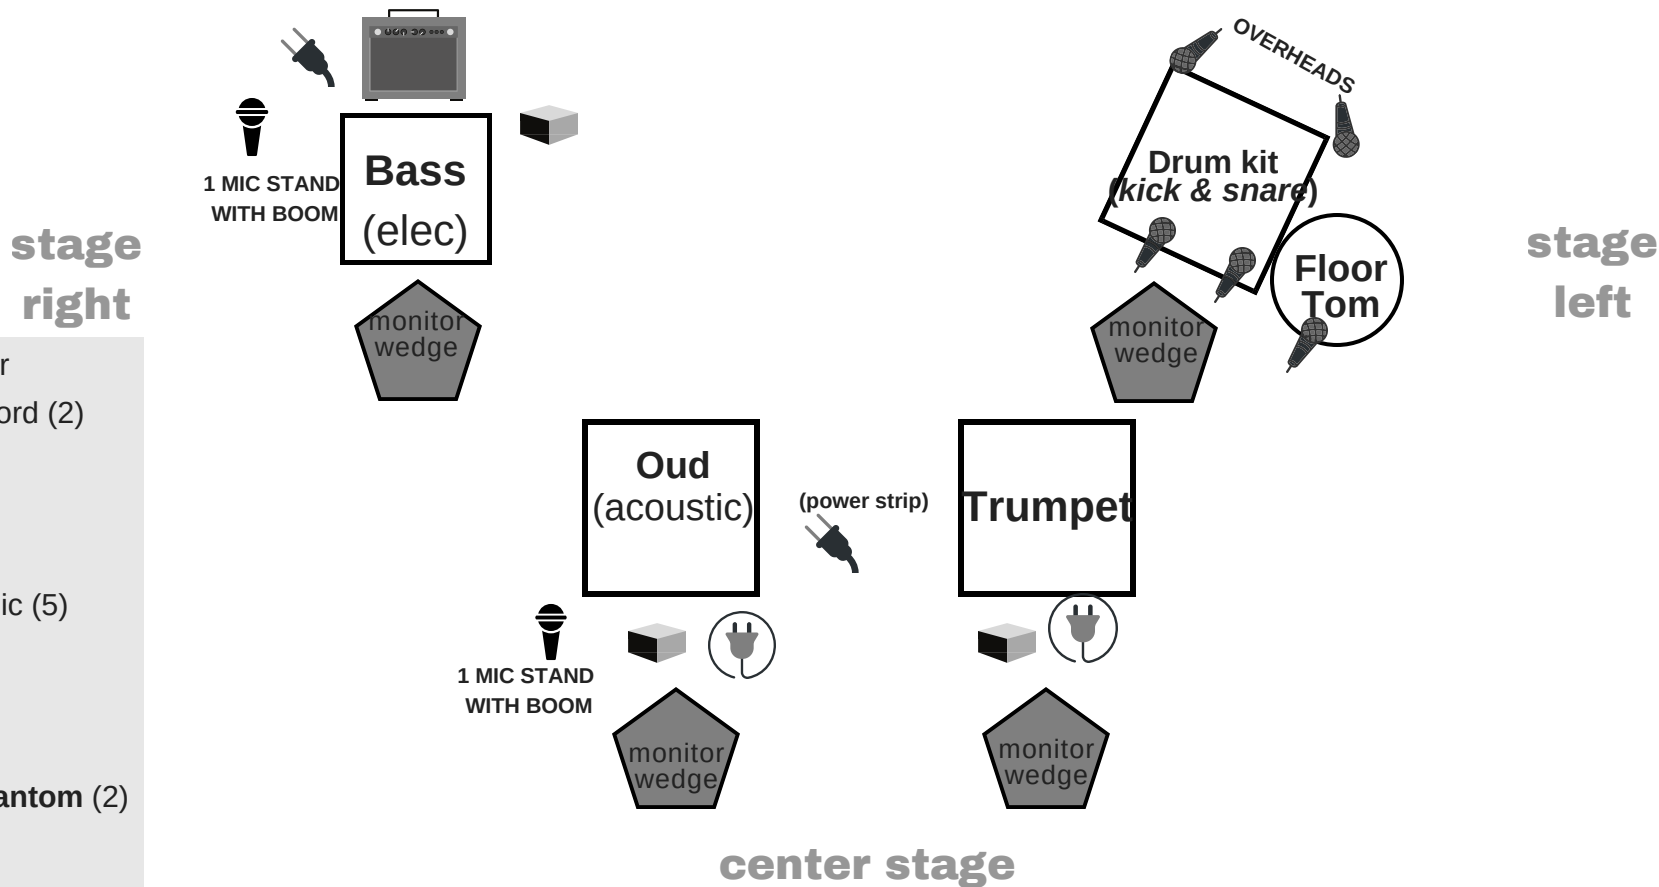 OVERHEADS
Bass
(elec)
1 MIC STAND
WITH BOOM
Drum kit
(kick & snare)
Floor
Tom
stage
right
stage
left
monitor
wedge
monitor
wedge
r
ord (2)
ic (5)
antom (2)
Oud
(acoustic)
(power strip)
Trumpet
1 MIC STAND
WITH BOOM
monitor
wedge
monitor
wedge
center stage